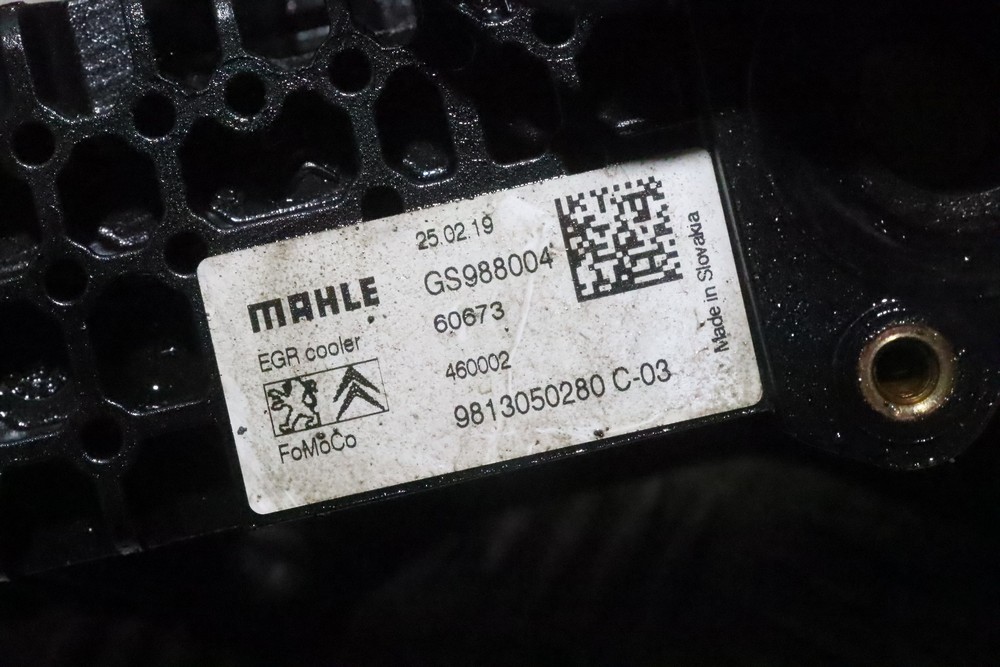 25.02.19
MAHLE
GS988004
60673
EGR cooler
460002
9813050280 C-03
FoMoCo
Made in Slovakia